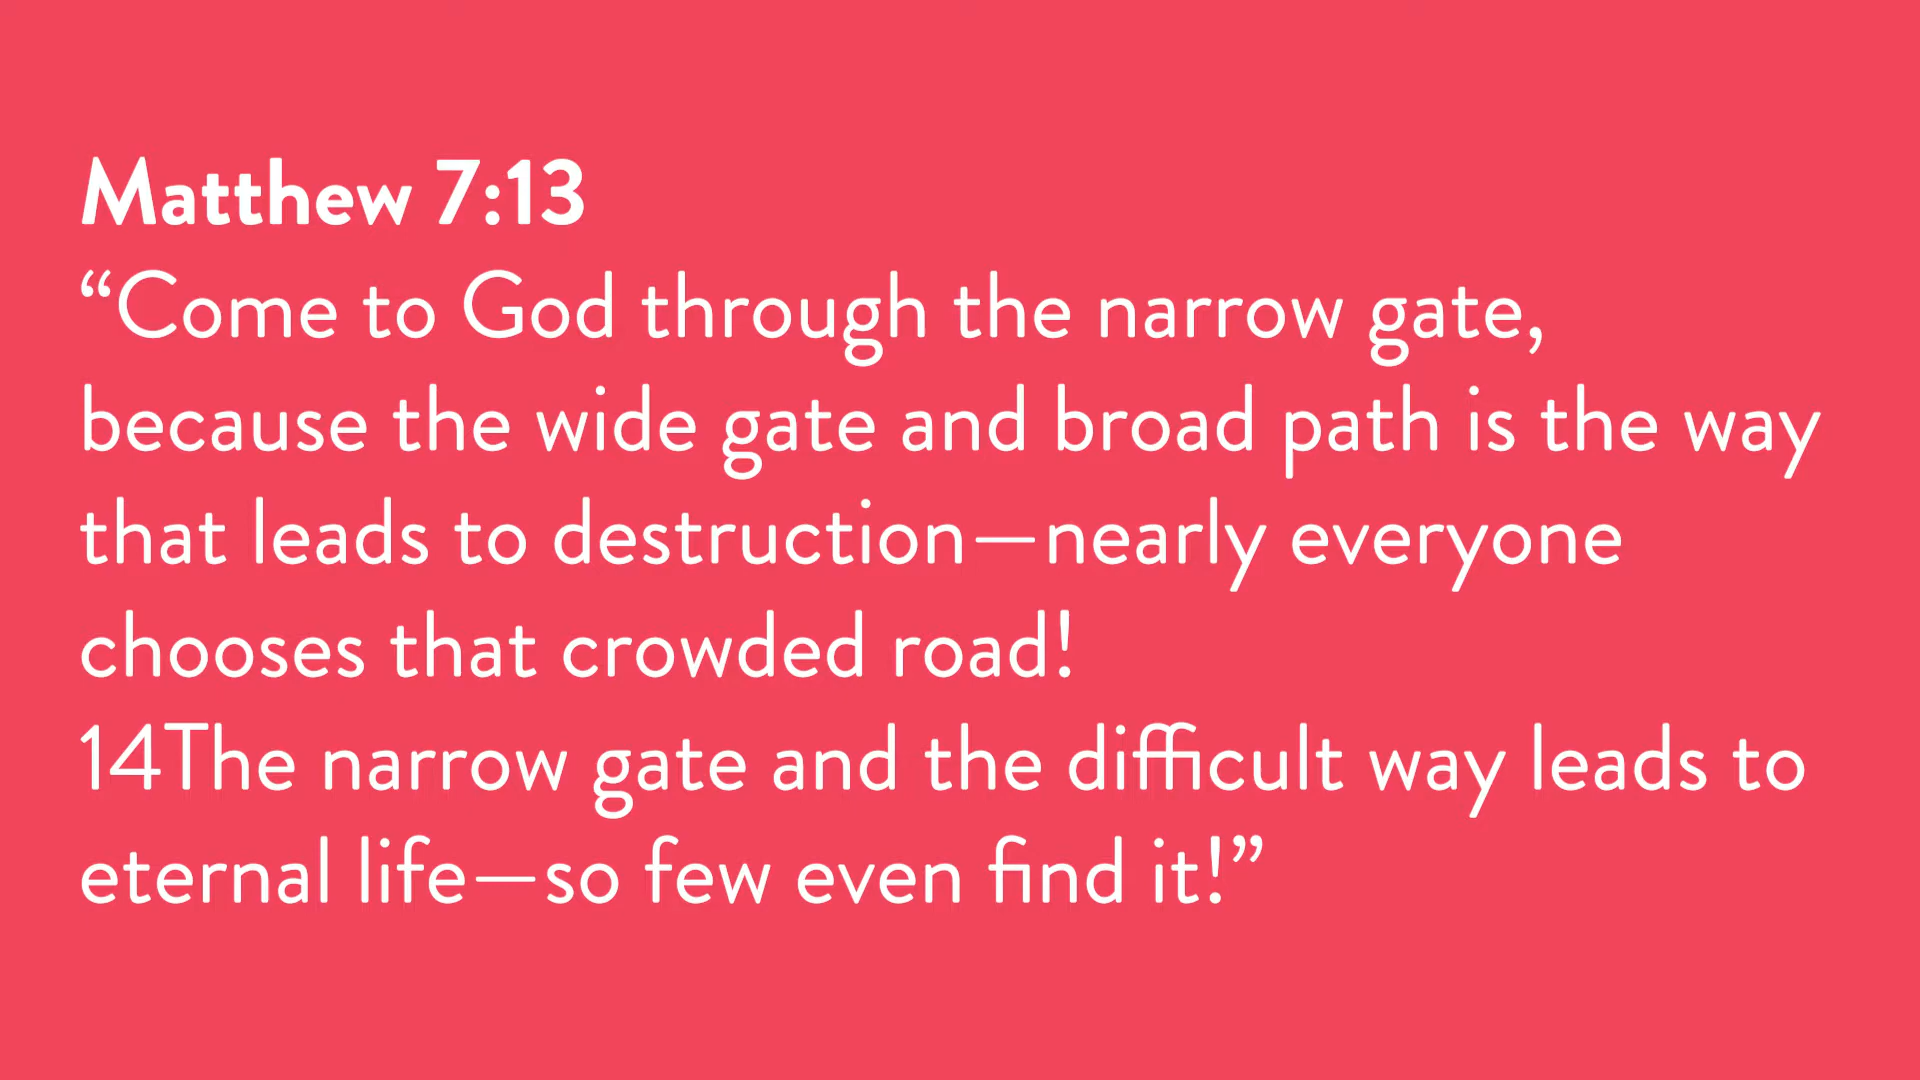 Matthew 7:13
“Come to God through the narrow gate,
because the wide gate and broad path is the way
that leads to destruction—nearly everyone
chooses that crowded road!
14The narrow gate and the difficult way leads to
eternal life—so few even find it!”